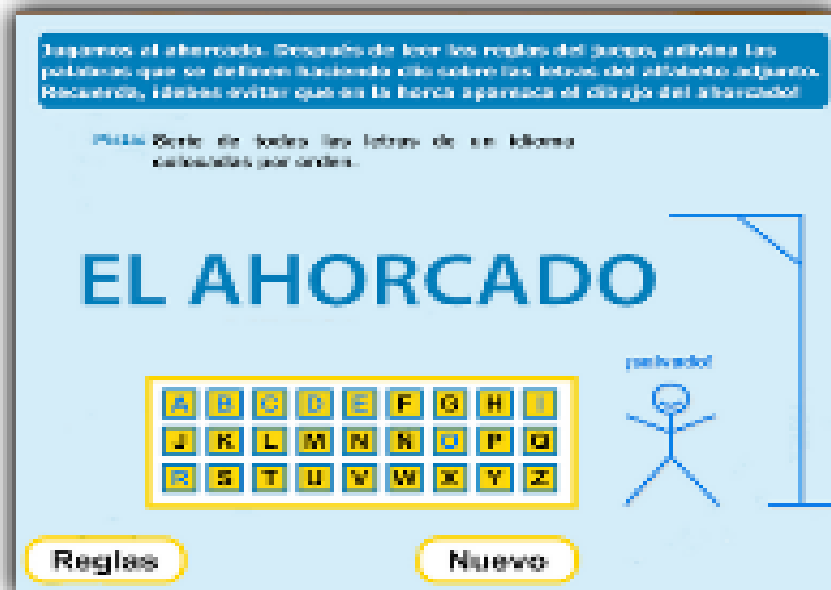 Jugamos al ahorcado. Después de leer las reglas del juego, adivina las
palabras que se definen haciendo clic sobre las letras del alfabeto adjunto.
Recuerda, ¡debes evitar que en la horca aparezca el dibujo del ahorcado!
Pista: Serie de todas las letras de un idioma
colocadas por orden.
EL AHORCADO
¡salvado!
A B C D E F G H I
J K L M N Ñ O P Q
R S T U V W X Y Z
Reglas Nuevo